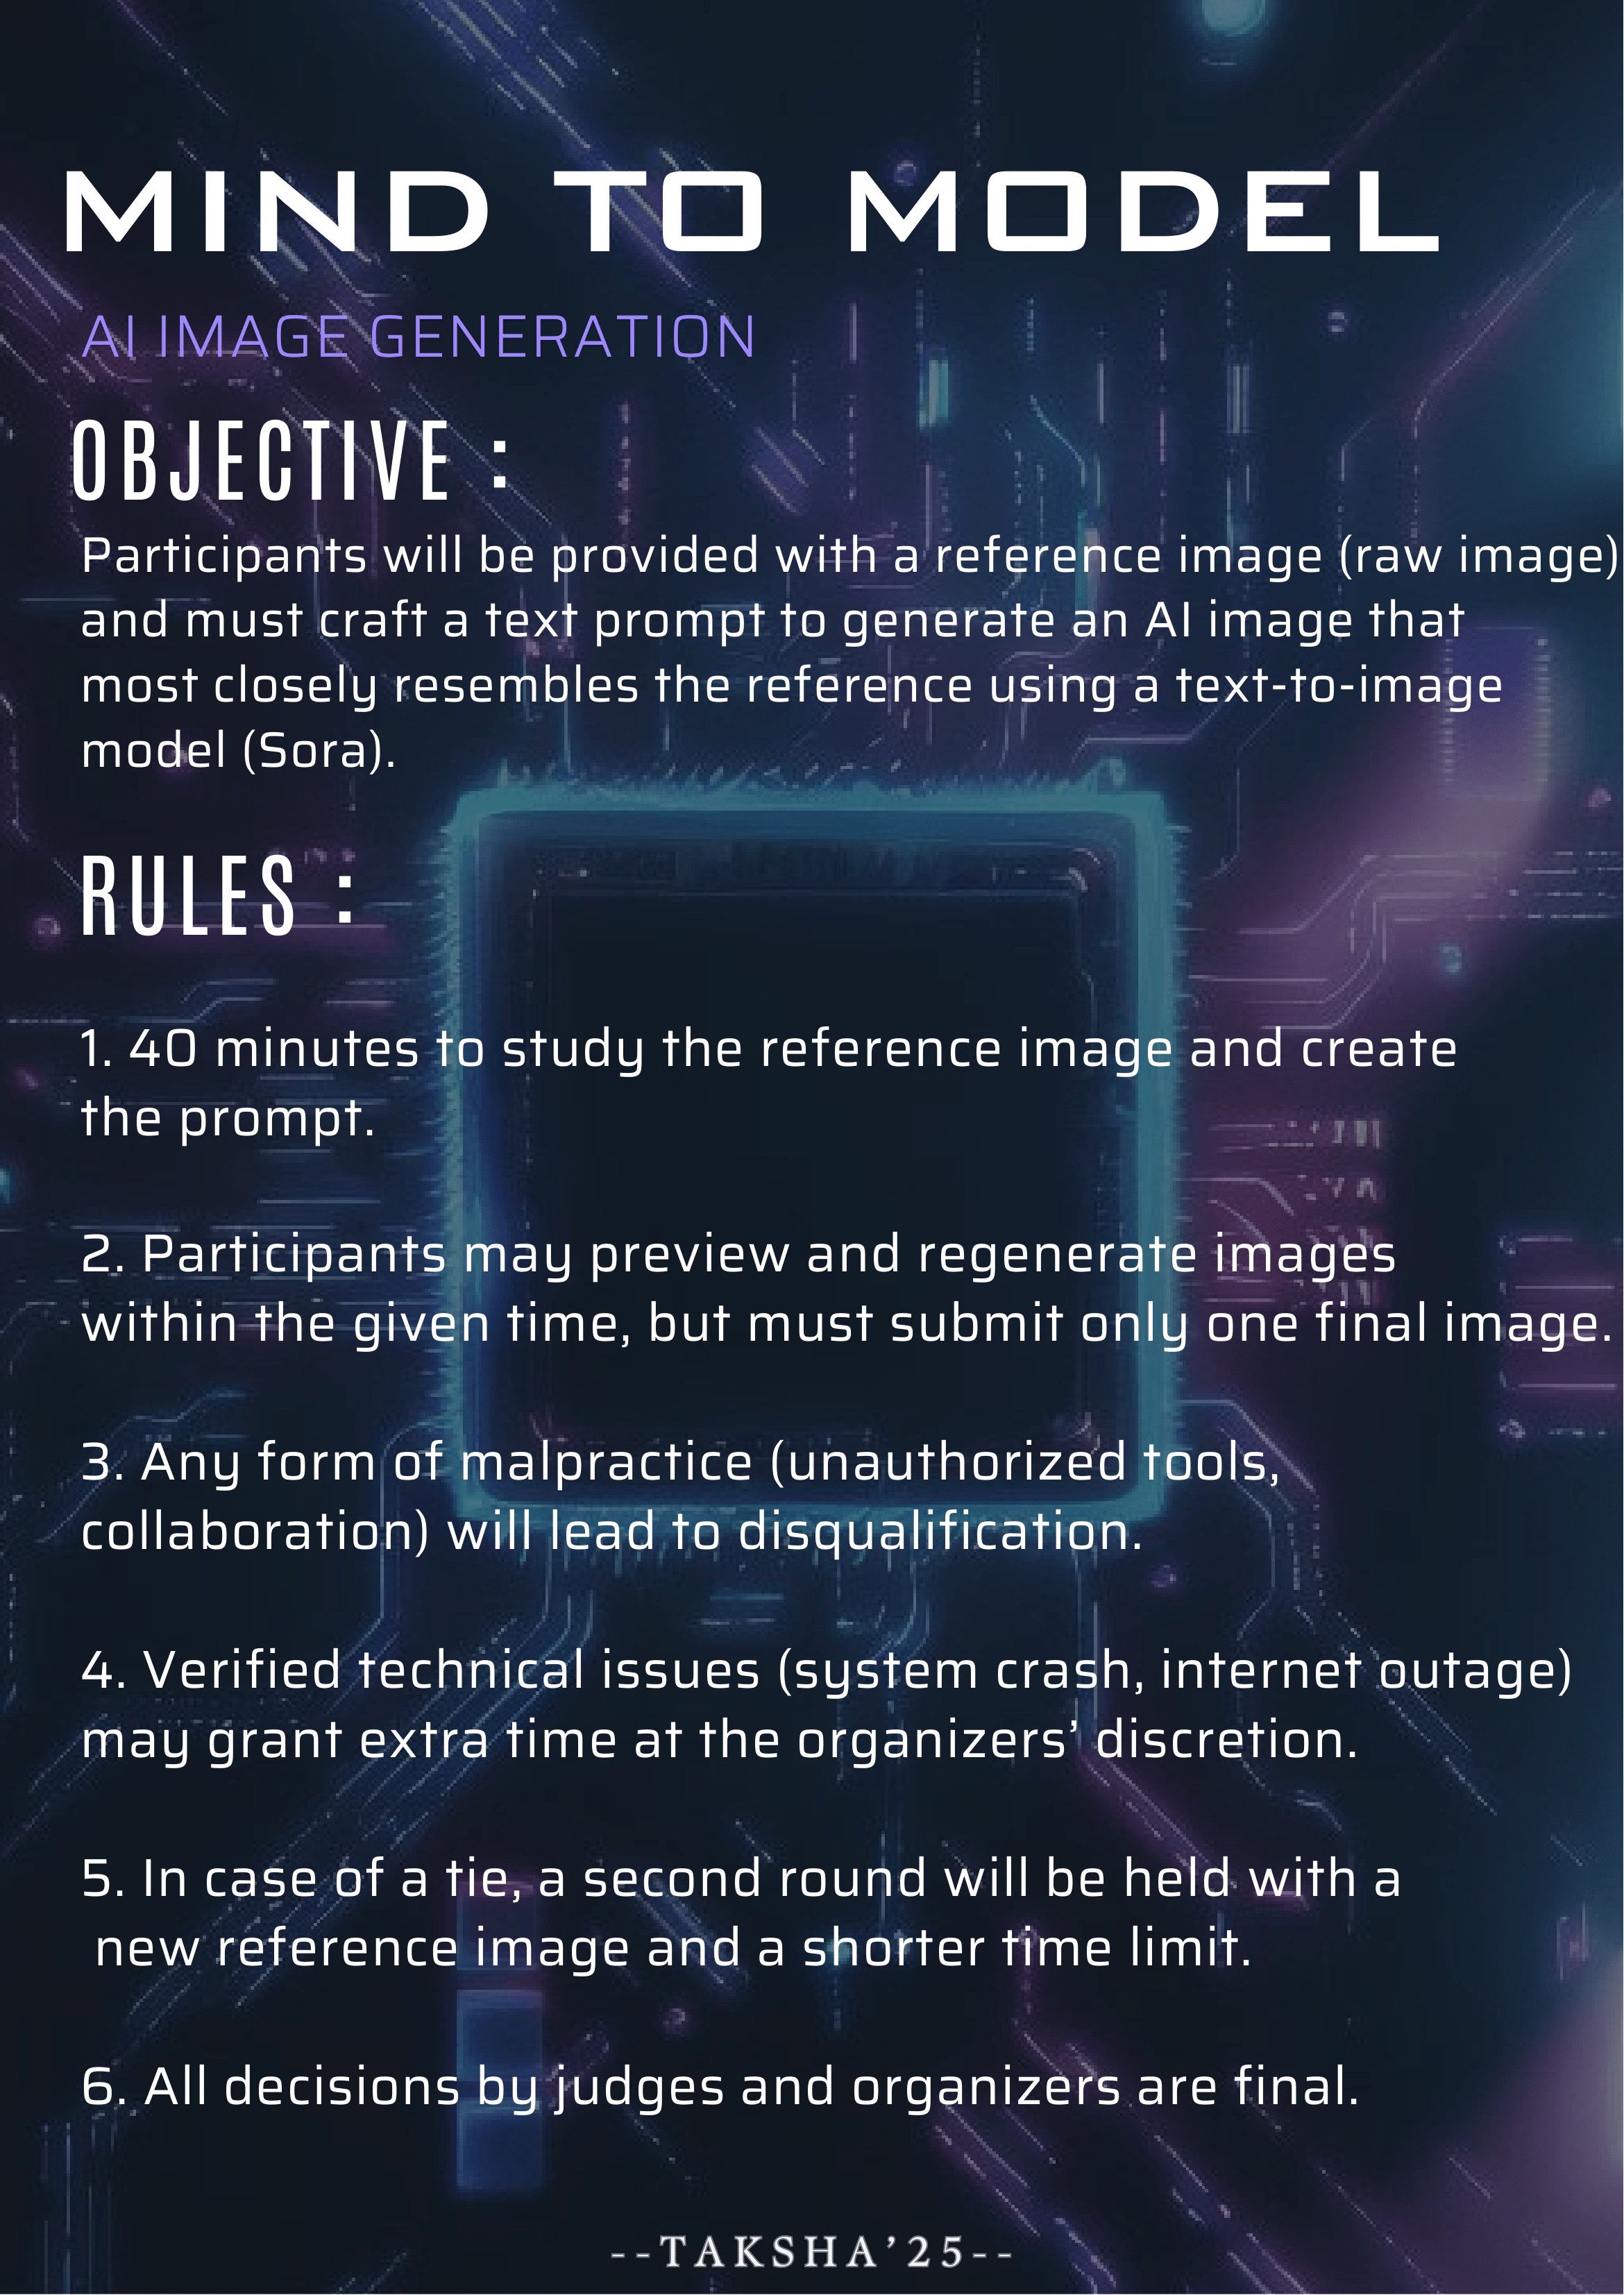 MIND TO MODEL
AI IMAGE GENERATION
OBJECTIVE :
Participants will be provided with a reference image (raw image)
and must craft a text prompt to generate an AI image that
most closely resembles the reference using a text-to-image
model (Sora).
RULES :
1. 40 minutes to study the reference image and create
the prompt.
2. Participants may preview and regenerate images
within the given time, but must submit only one final image.
3. Any form of malpractice (unauthorized tools,
collaboration) will lead to disqualification.
4. Verified technical issues (system crash, internet outage)
may grant extra time at the organizers’ discretion.
5. In case of a tie, a second round will be held with a
new reference image and a shorter time limit.
6. All decisions by judges and organizers are final.
--TAKSHA’25--